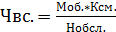 Чвс. = Моб.*Ксм. / Нобсл.